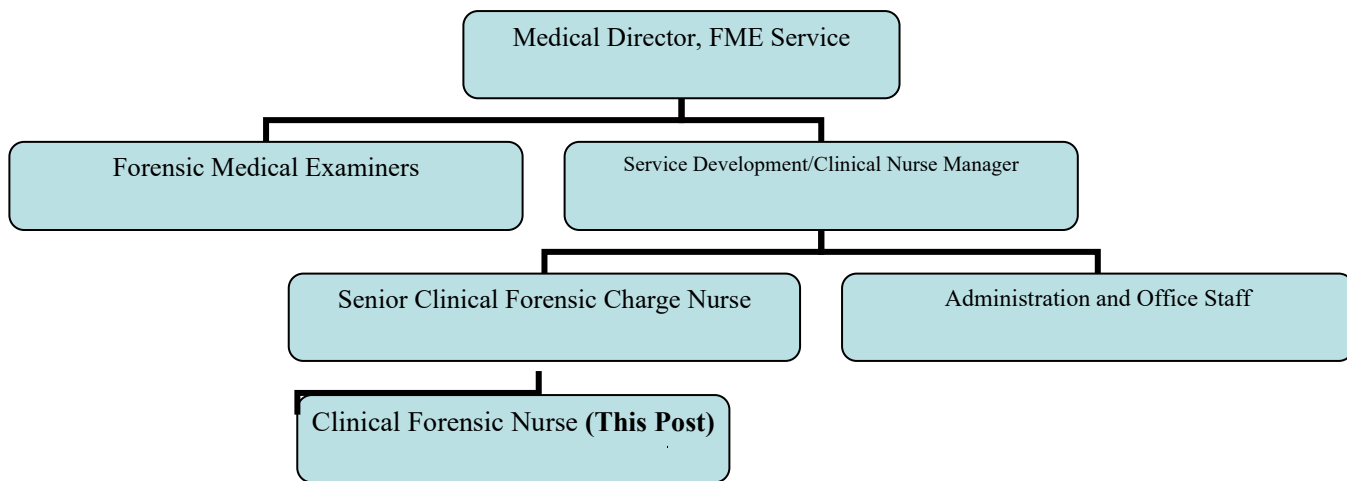 Medical Director, FME Service
Forensic Medical Examiners
Service Development/Clinical Nurse Manager
Senior Clinical Forensic Charge Nurse
Administration and Office Staff
Clinical Forensic Nurse (This Post)